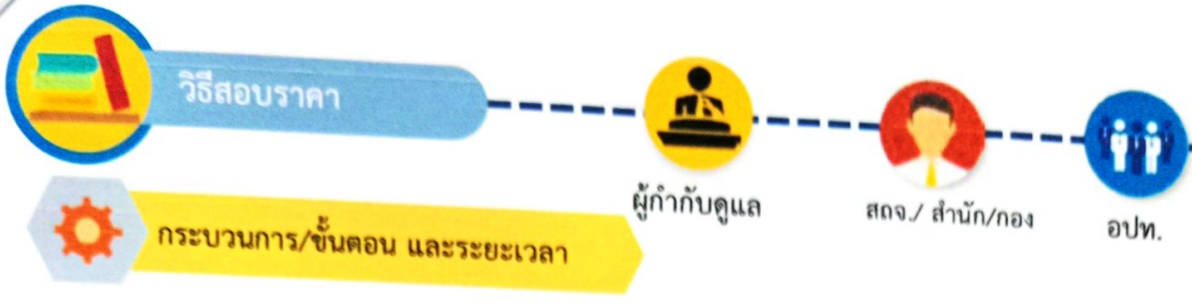 วิธีสอบราคา
ผู้กำกับดูแล
สถจ./ สำนัก/กอง
อปท.
กระบวนการ/ขั้นตอน และระยะเวลา